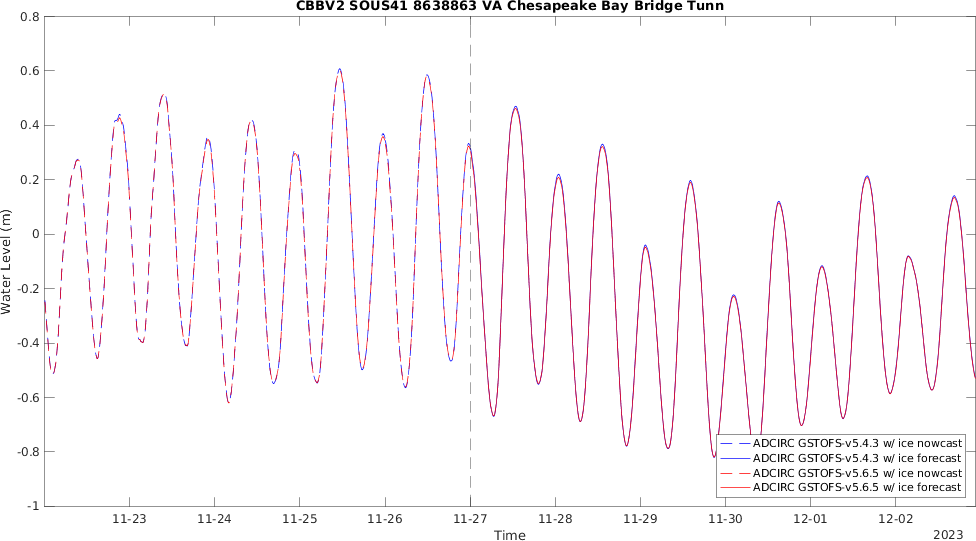 CBBV2 SOUS41 8638863 VA Chesapeake Bay Bridge Tunn
0.8
0.6
0.4
0.2
0
-0.2
-0.4
-0.6
-0.8
-1
Water Level (m)
ADCIRC GSTOFS-v5.4.3 w/ ice nowcast
ADCIRC GSTOFS-v5.4.3 w/ ice forecast
ADCIRC GSTOFS-v5.6.5 w/ ice nowcast
ADCIRC GSTOFS-v5.6.5 w/ ice forecast
11-23 11-24 11-25 11-26 11-27 11-28 11-29 11-30 12-01 12-02
Time
2023